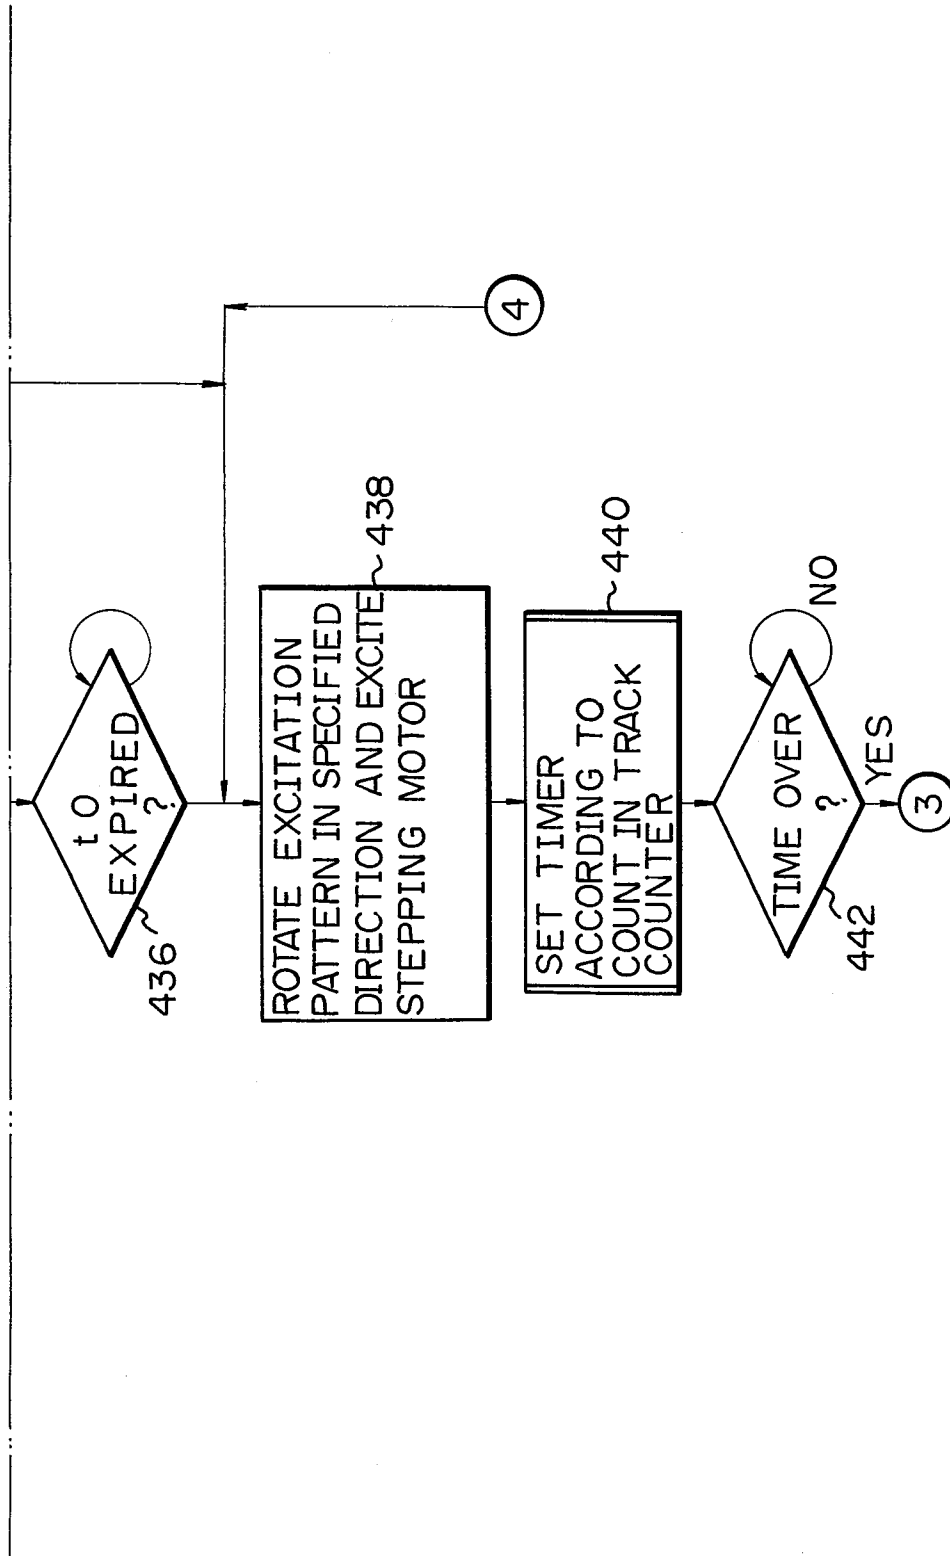 t0
EXPIRED
?
436
4
ROTATE EXCITATION
PATTERN IN SPECIFIED
DIRECTION AND EXCITE
STEPPING MOTOR
438
SET TIMER
ACCORDING TO
COUNT IN TRACK
COUNTER
440
TIME OVER
?
NO
442
YES
3